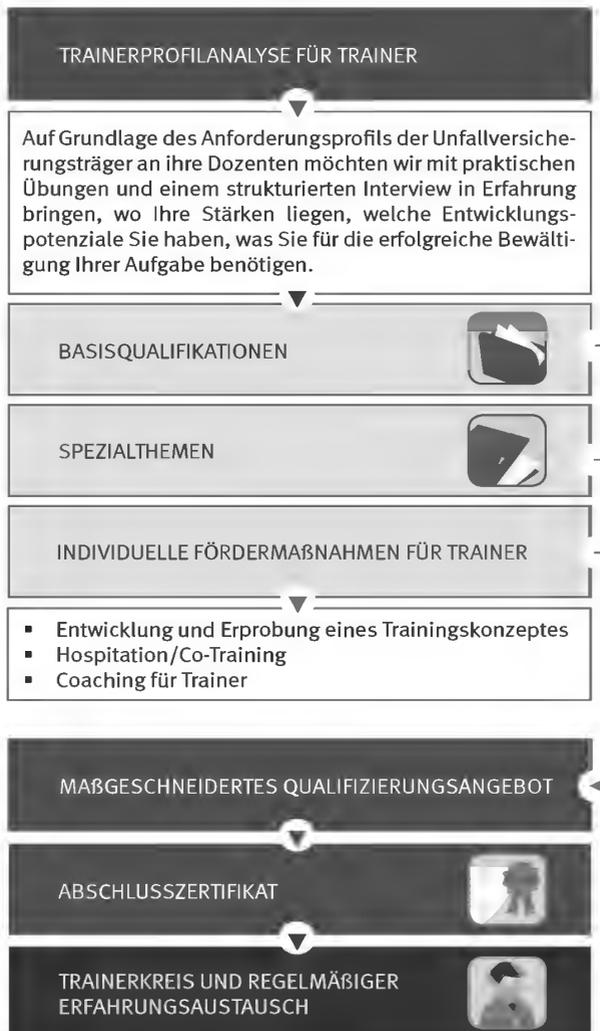 TRAINERPROFILANALYSE FÜR TRAINER
Auf Grundlage des Anforderungsprofils der Unfallversiche-
rungsträger an ihre Dozenten möchten wir mit praktischen
Übungen und einem strukturierten Interview in Erfahrung
bringen, wo Ihre Stärken liegen, welche Entwicklungs-
potenziale Sie haben, was Sie für die erfolgreiche Bewälti-
gung Ihrer Aufgabe benötigen.
BASISQUALIFIKATIONEN
SPEZIALTHEMEN
INDIVIDUELLE FÖRDERMAßNAHMEN FÜR TRAINER
▪ Entwicklung und Erprobung eines Trainingskonzeptes
▪ Hospitation/Co-Training
▪ Coaching für Trainer
MAßGESCHNEIDERTES QUALIFIZIERUNGSANGEBOT
ABSCHLUSSZERTIFIKAT
TRAINERKREIS UND REGELMÄßIGER
ERFAHRUNGSAUSTAUSCH